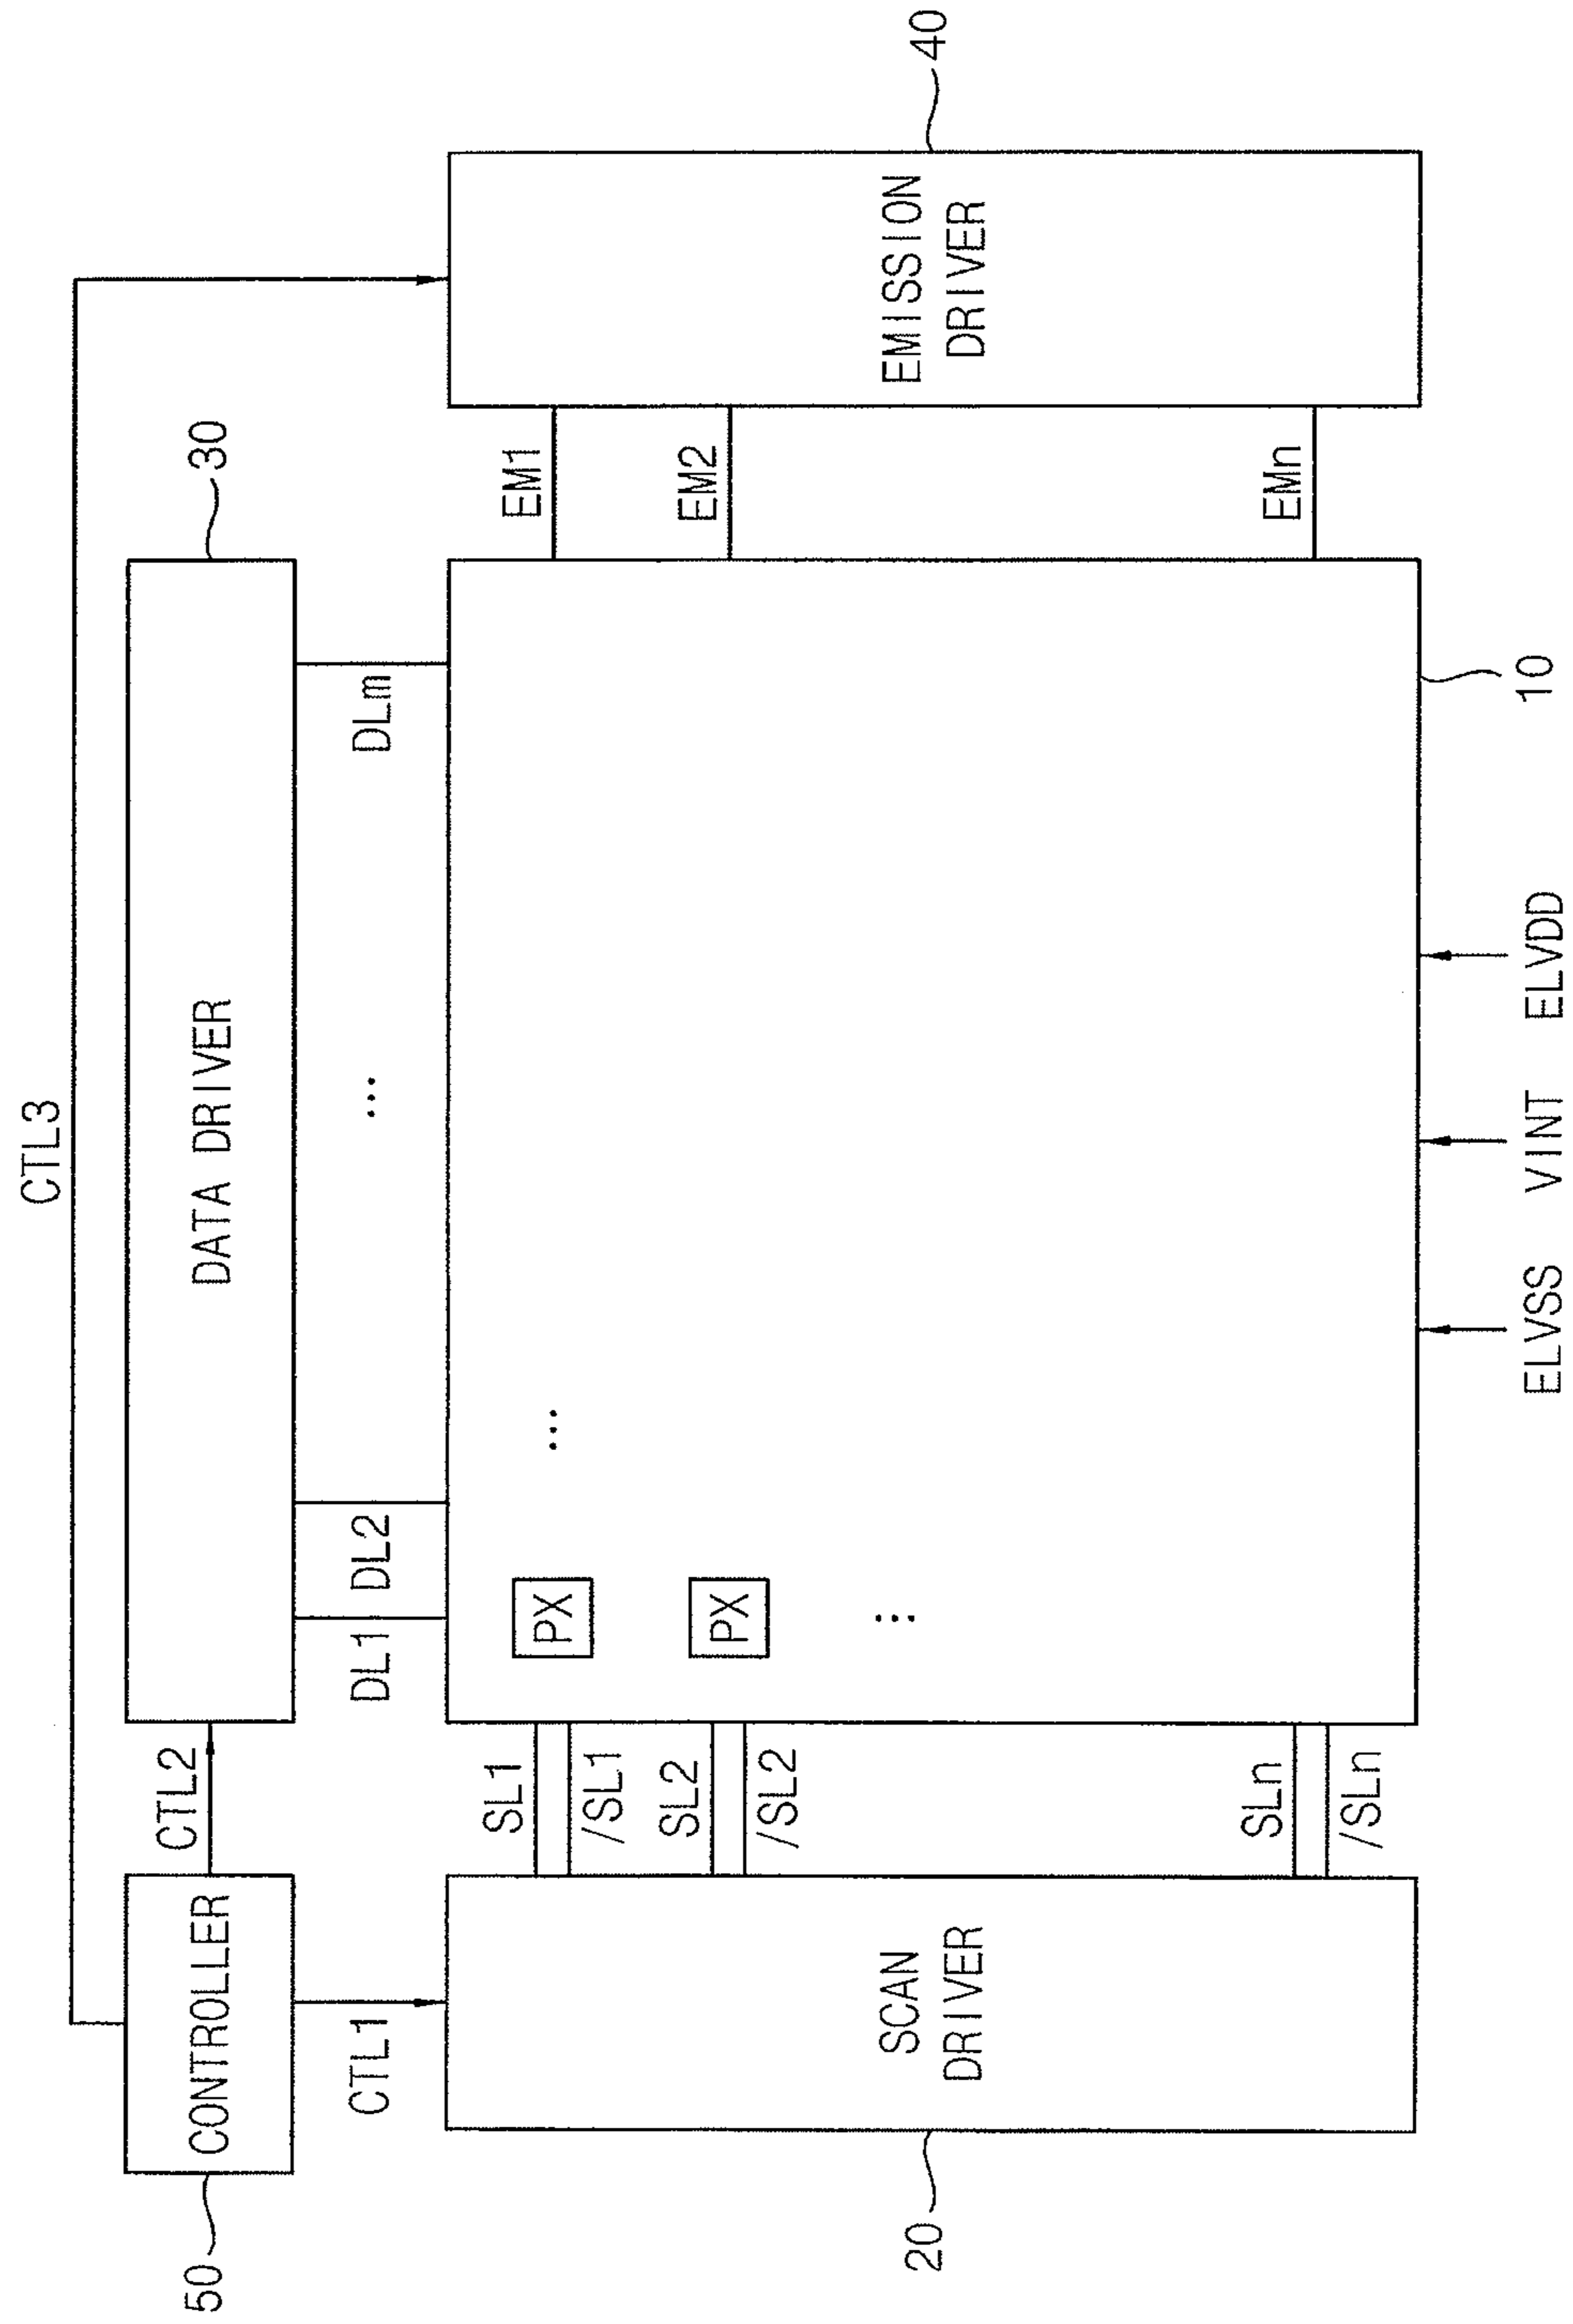 CTL3
50
CONTROLLER
CTL2
DATA DRIVER
30
CTL1
DL1
DL2
...
DLm
SL1
PX
...
EM1
/SL1
SL2
PX
EM2
/SL2
20
SCAN
DRIVER
...
EMISSION
DRIVER
40
SLn
EMn
/SLn
10
ELVSS
VINT
ELVDD